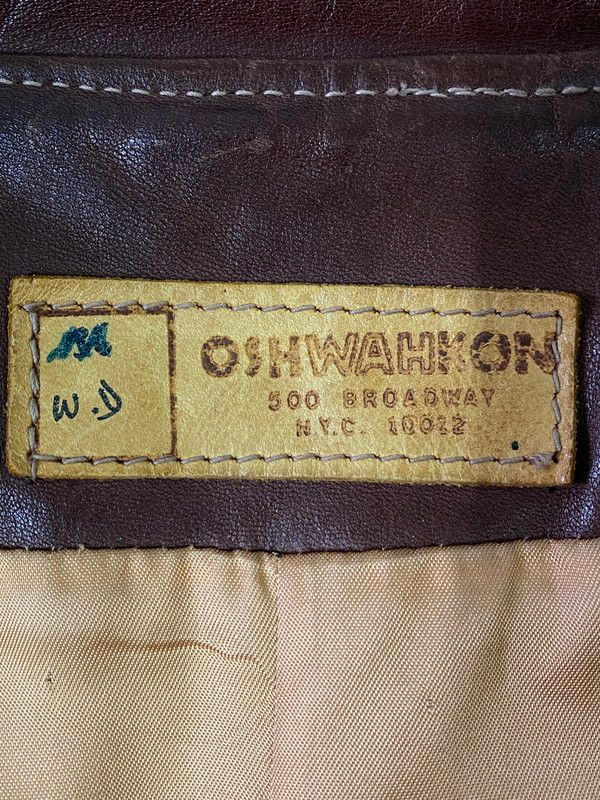 W.D
OSHWAHKON
500 BROADWAY
N.Y.C. 10012